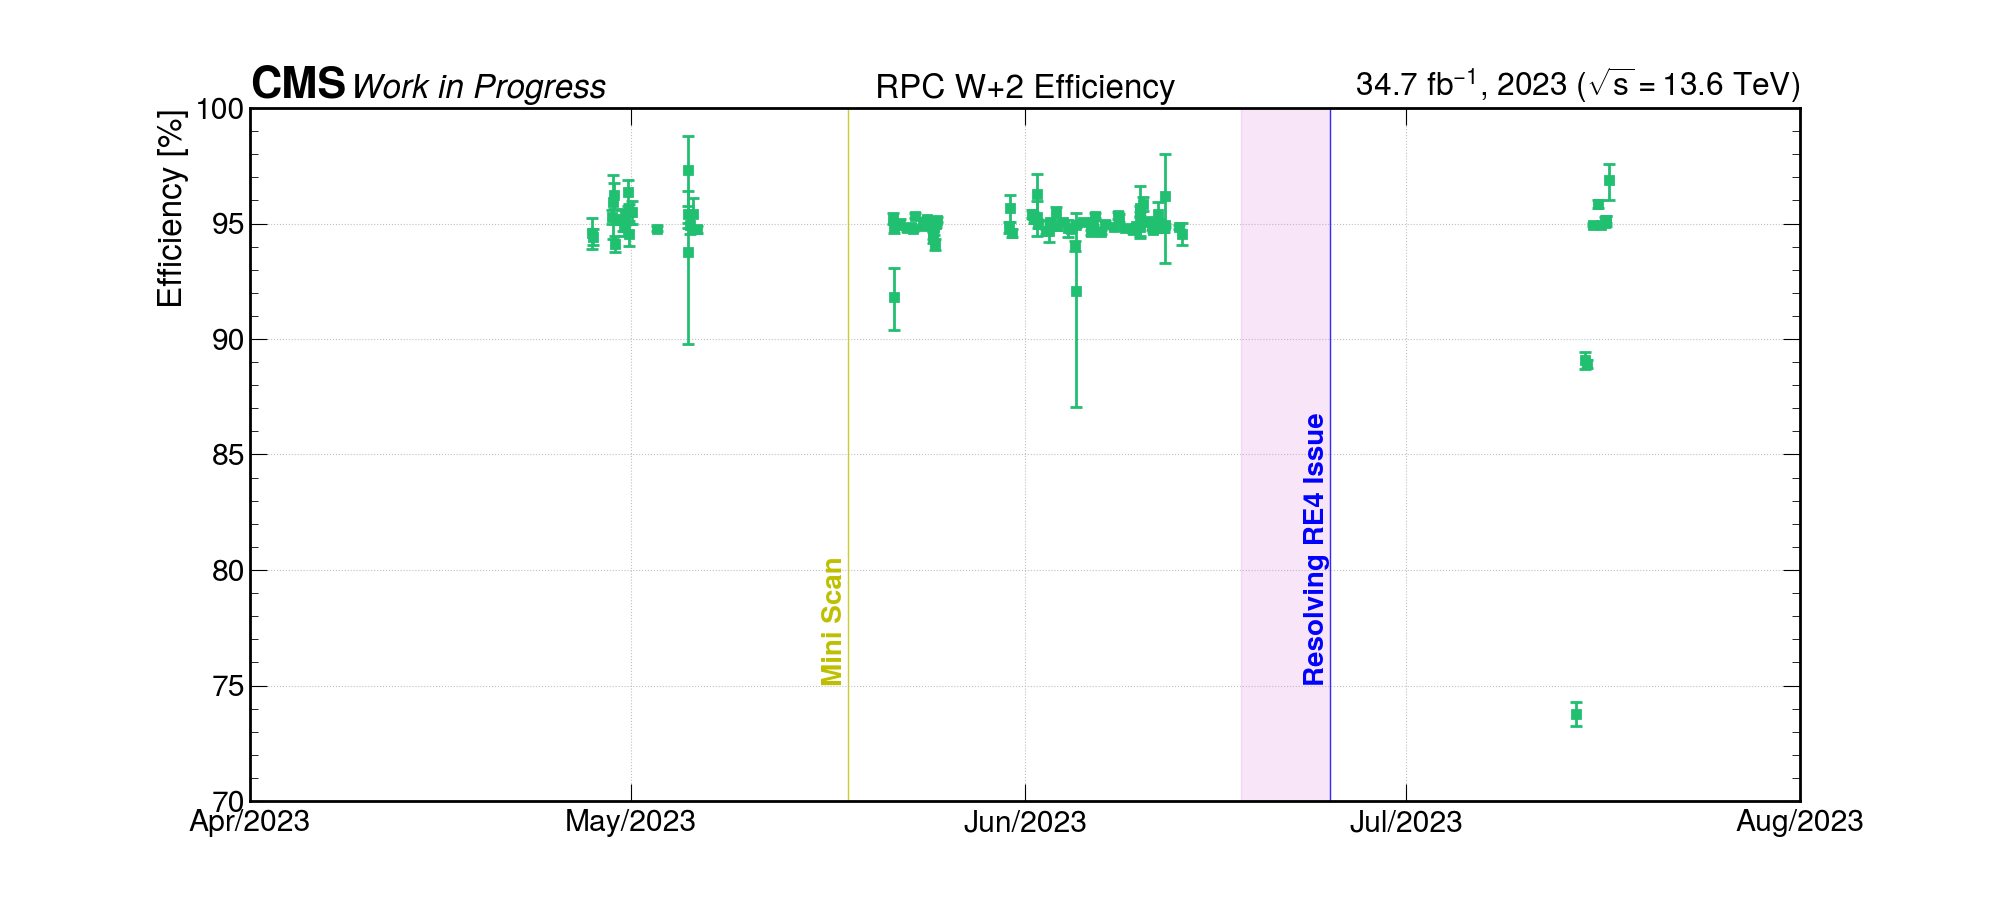 CMS Work in Progress
RPC W+2 Efficiency
34.7 fb⁻¹, 2023 (√s = 13.6 TeV)
Efficiency [%]
100
95
90
85
80
75
70
Mini Scan
Resolving RE4 Issue
Apr/2023
May/2023
Jun/2023
Jul/2023
Aug/2023